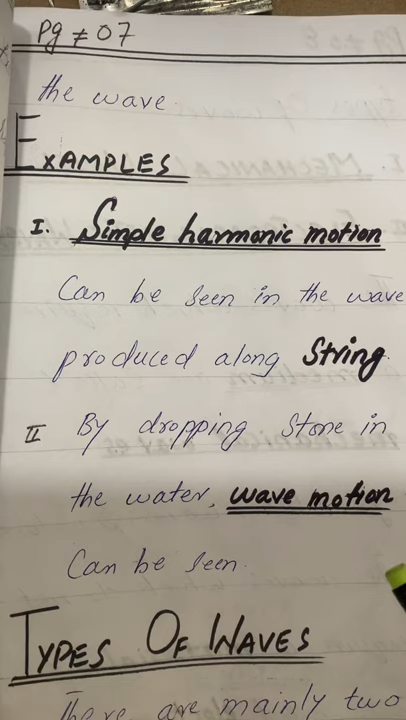 Pg ≠ 07
the wave.
EXAMPLES
I. Simple harmonic motion
Can be seen in the wave
produced along String.
II By dropping Stone in
the water, wave motion
Can be seen.
TYPES OF WAVES
There are mainly two